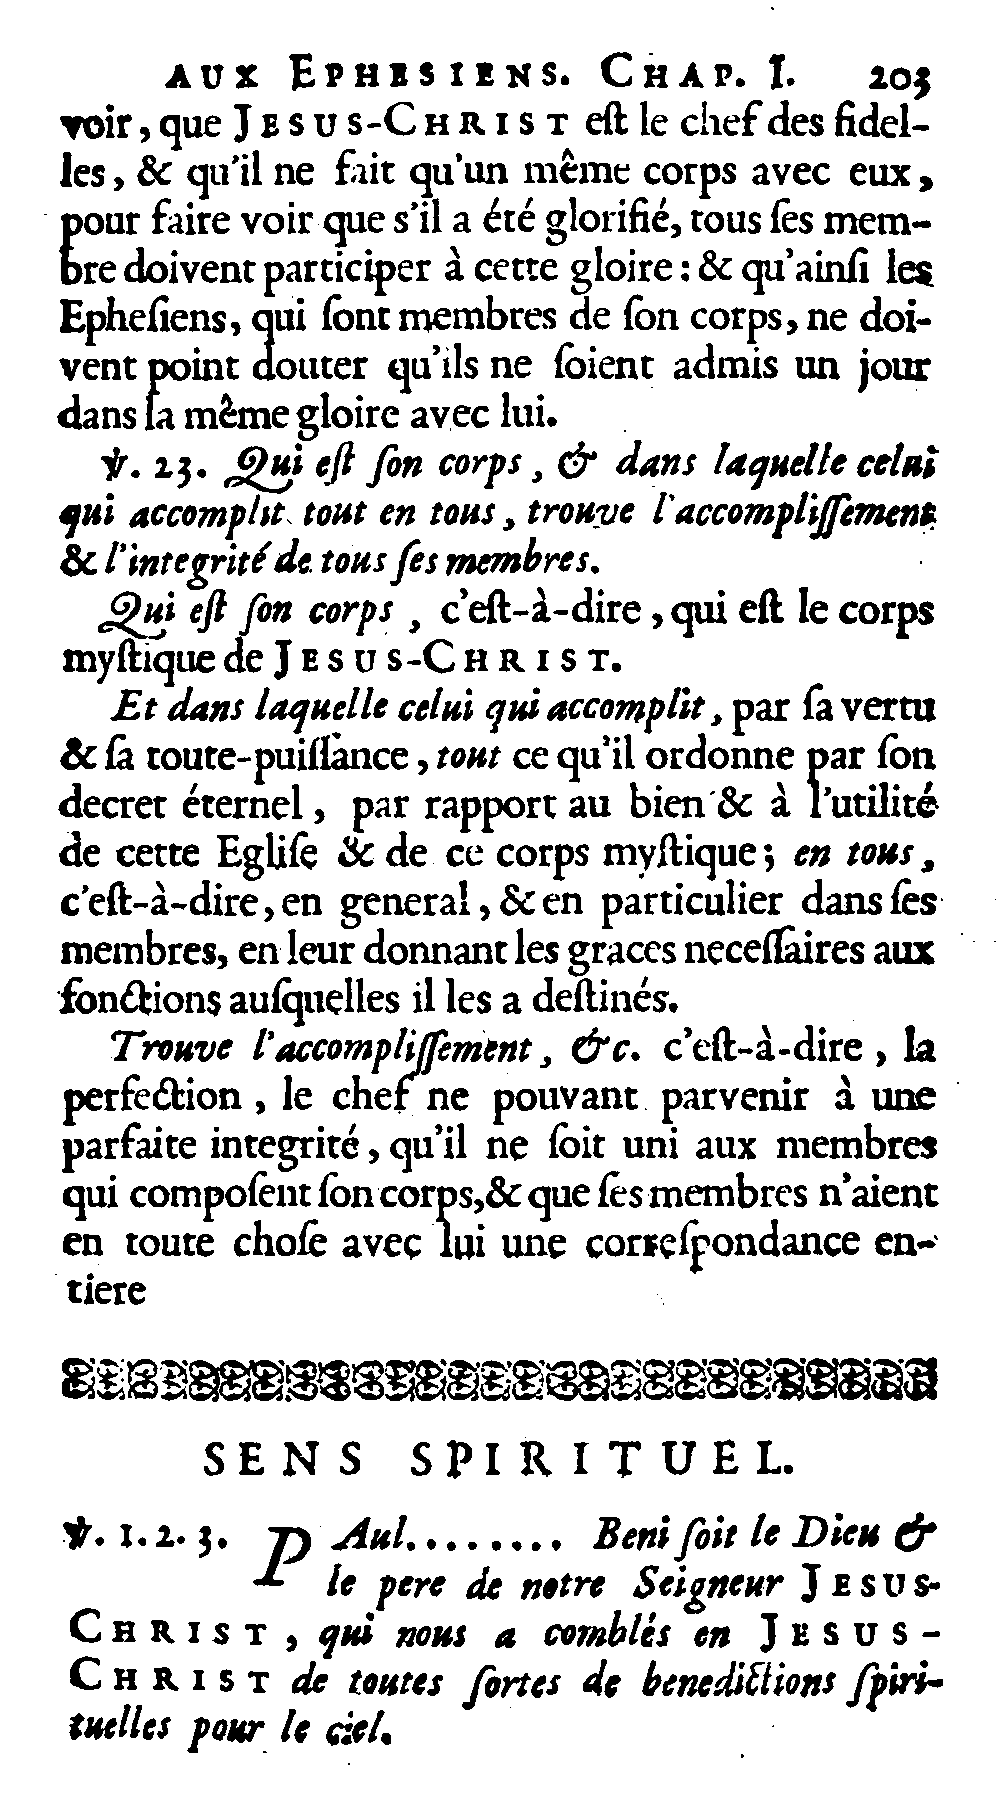 AUX EPHESIENS. CHAP. I. 203
voir, que JESUS-CHRIST eſt le chef des fidel-
les, & qu'il ne fait qu'un même corps avec eux,
pour faire voir que s'il a été glorifié, tous ſes mem-
bre doivent participer à cette gloire : & qu'ainſi les
Epheſiens, qui ſont membres de ſon corps, ne doi-
vent point douter qu'ils ne ſoient admis un jour
dans ſa même gloire avec lui.
℣. 23. Qui eſt ſon corps, & dans laquelle celui
qui accomplit tout en tous, trouve l'accompliſſement
& l'integrité de tous ſes membres.
Qui eſt ſon corps, c'eſt-à-dire, qui eſt le corps
myſtique de JESUS-CHRIST.
Et dans laquelle celui qui accomplit, par ſa vertu
& ſa toute-puiſſance, tout ce qu'il ordonne par ſon
decret éternel, par rapport au bien & à l'utilité
de cette Egliſe & de ce corps myſtique; en tous,
c'eſt-à-dire, en general, & en particulier dans ſes
membres, en leur donnant les graces neceſſaires aux
fonctions auſquelles il les a deſtinés.
Trouve l'accompliſſement, &c. c'eſt-à-dire, la
perfection, le chef ne pouvant parvenir à une
parfaite integrité, qu'il ne ſoit uni aux membres
qui compoſent ſon corps, & que ſes membres n'aient
en toute choſe avec lui une correſpondance en-
tiere
SENS SPIRITUEL.
℣. 1. 2. 3. PAul......... Beni ſoit le Dieu &
le pere de notre Seigneur JESUS-
CHRIST, qui nous a comblés en JESUS-
CHRIST de toutes ſortes de benedictions ſpiri-
tuelles pour le ciel.